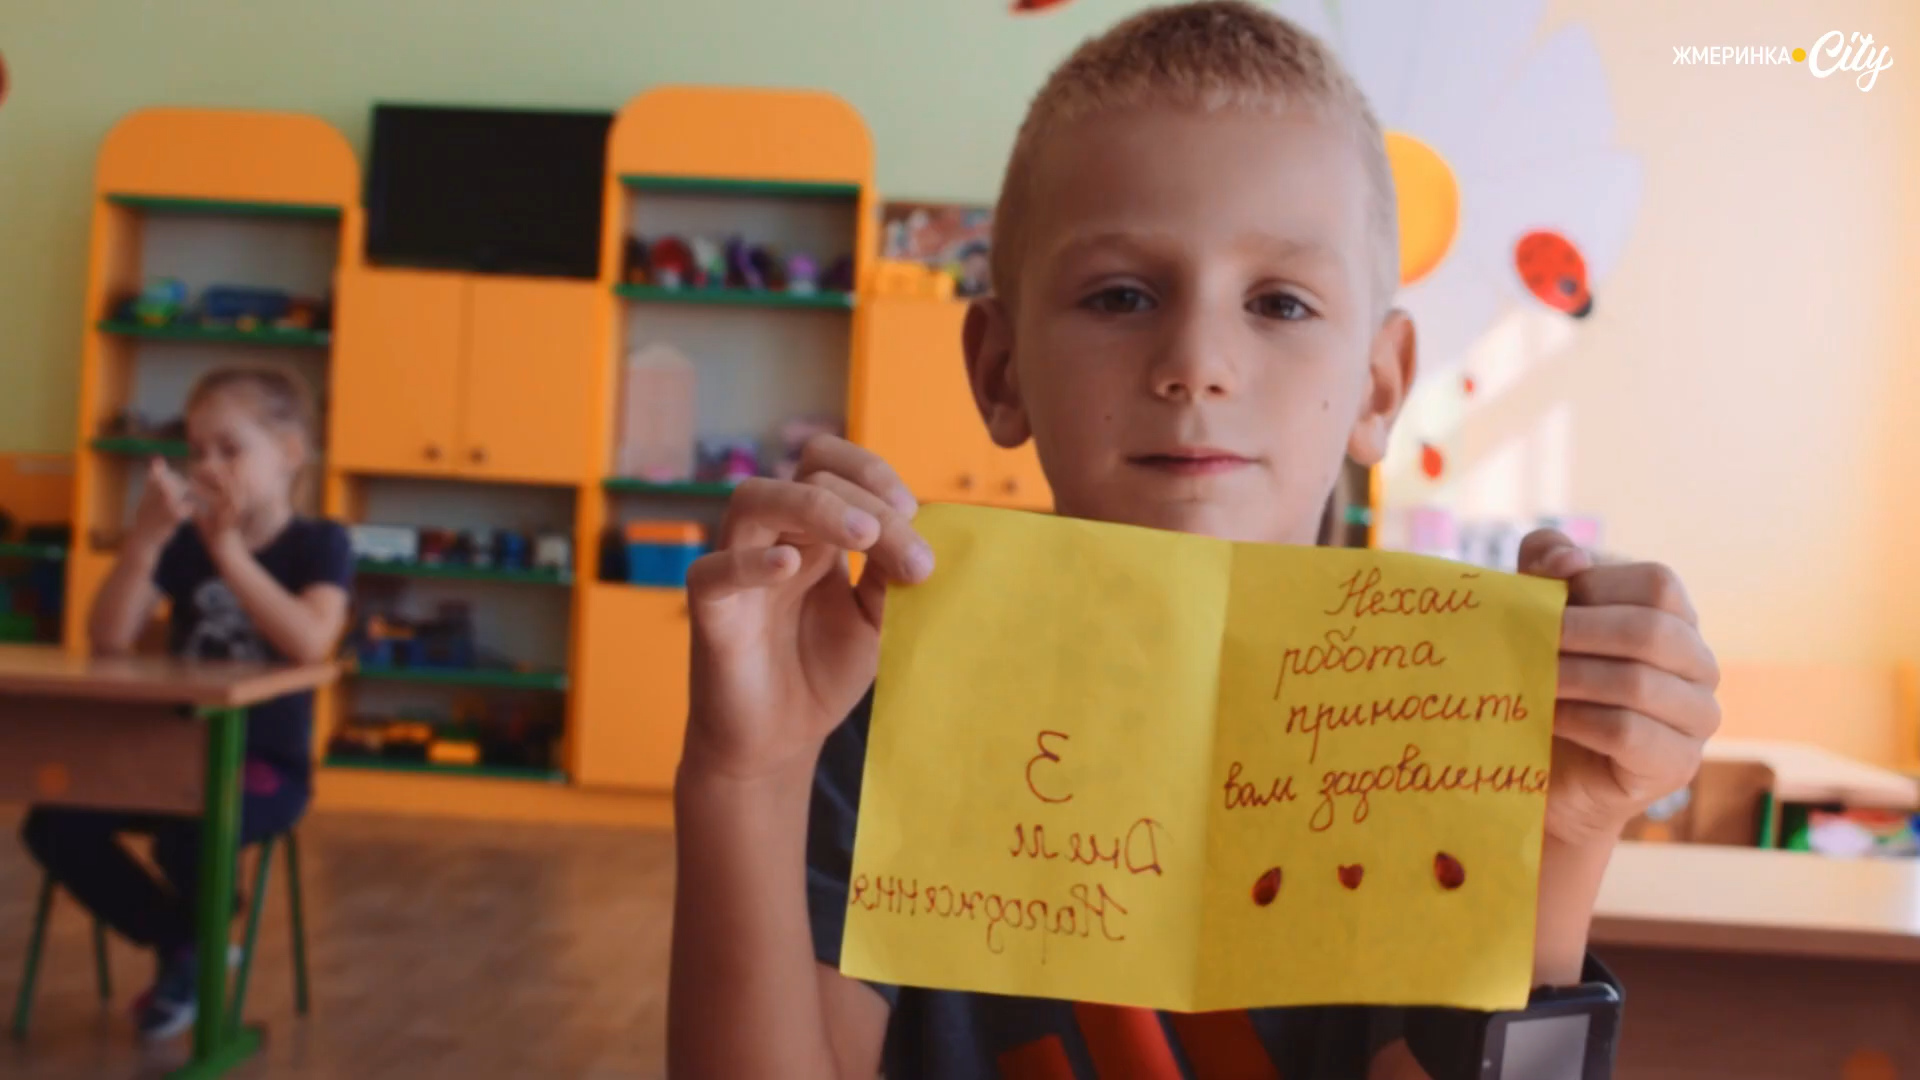 ЖМЕРИНКА City
Нехай
робота
приносить
вам задоволення
З
Днем
Народження